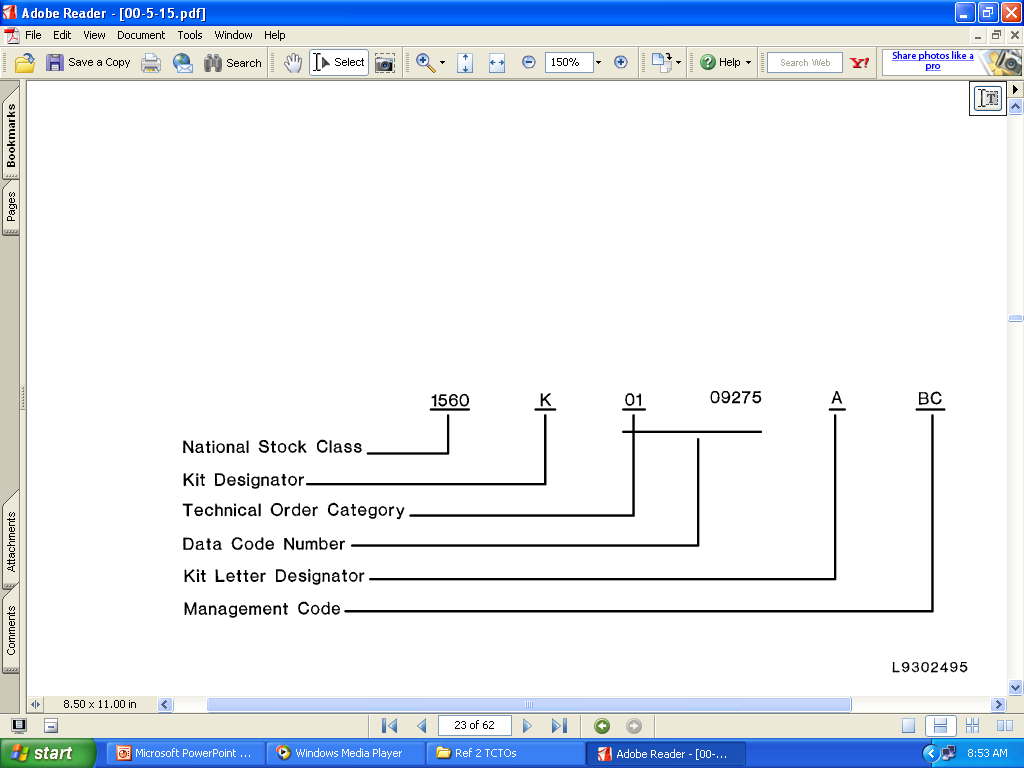 Adobe Reader - [00-5-15.pdf]
File Edit View Document Tools Window Help
Save a Copy Search Select 150% Help Search Web Y! Share photos like a
pro
Bookmarks
Pages
Attachments
Comments
1560 K 01 09275 A BC
National Stock Class
Kit Designator
Technical Order Category
Data Code Number
Kit Letter Designator
Management Code
L9302495
8.50 x 11.00 in
23 of 62
start Microsoft PowerPoint ... Windows Media Player Ref 2 TCTOs Adobe Reader - [00-... 8:53 AM